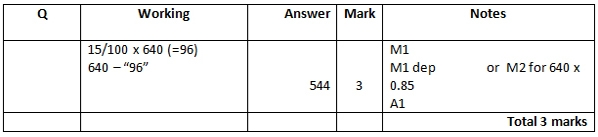 Q Working Answer Mark Notes
15/100 x 640 (=96) M1
640 – “96” M1 dep or M2 for 640 x
544 3 0.85
A1
Total 3 marks